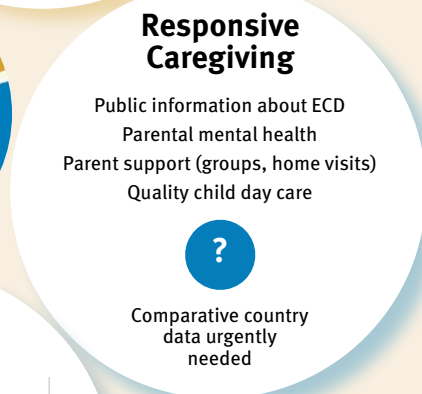 Responsive
Caregiving
Public information about ECD
Parental mental health
Parent support (groups, home visits)
Quality child day care
?
Comparative country
data urgently
needed